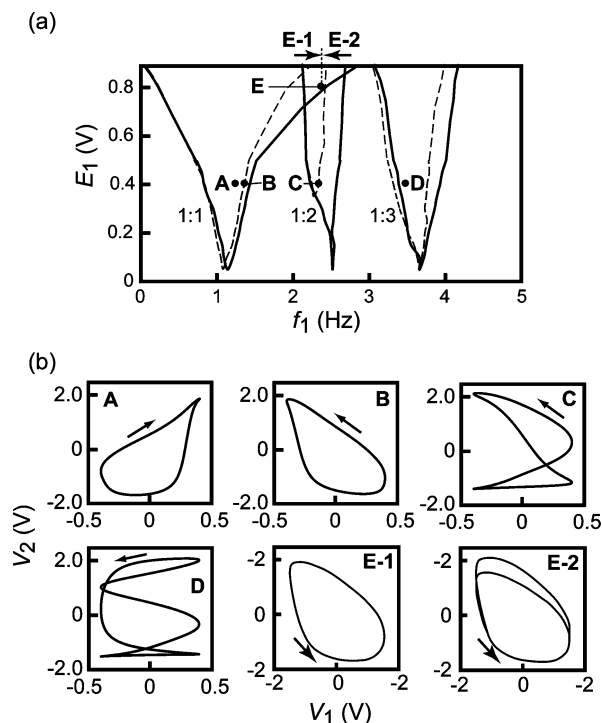 (a)
E-1 E-2
0.8
E
0.6
E1 (V)
0.4
A B C D
1:1 1:2 1:3
0.2
0
0 1 2 3 4 5
f1 (Hz)
(b)
A B C
2.0 2.0 2.0
0 0 0
-2.0 -2.0 -2.0
-0.5 0 0.5 -0.5 0 0.5 -0.5 0 0.5
V2 (V)
D E-1 E-2
2.0 -2 -2
0 0 0
2.0 -2 -2
-0.5 0 0.5 -2 0 -2 -2 0 -2
V1 (V)